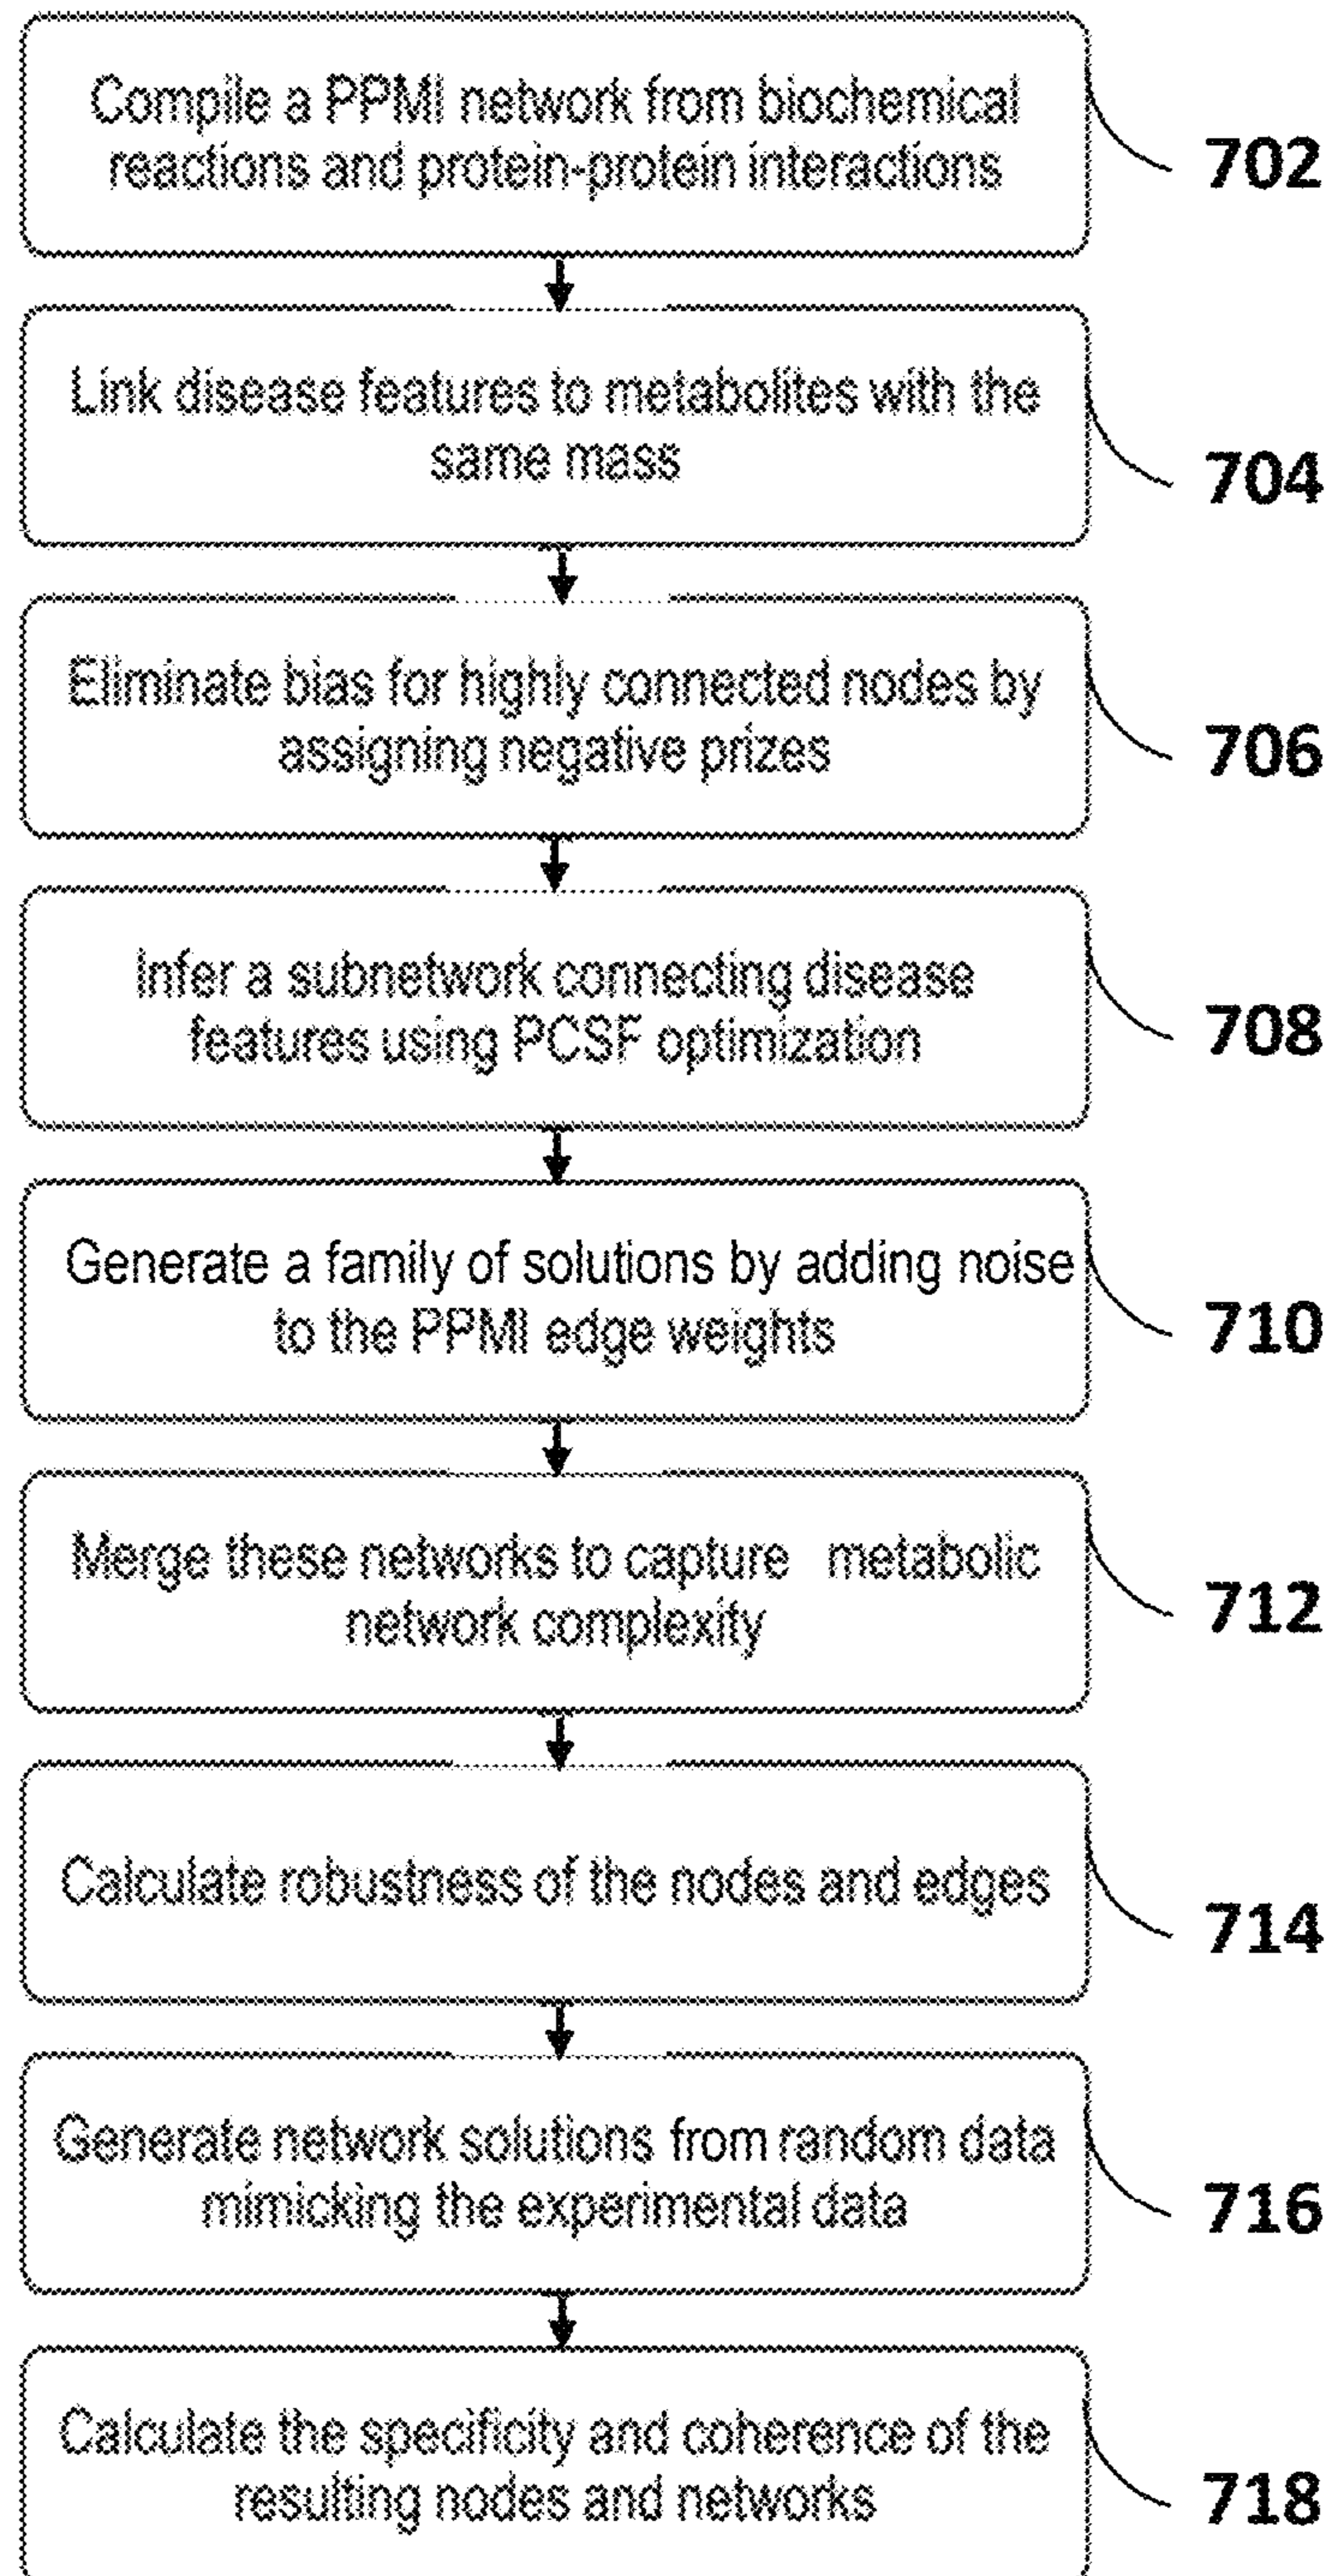 Compile a PPMI network from biochemical
reactions and protein-protein interactions
702
Link disease features to metabolites with the
same mass
704
Eliminate bias for highly connected nodes by
assigning negative prizes
706
Infer a subnetwork connecting disease
features using PCSF optimization
708
Generate a family of solutions by adding noise
to the PPMI edge weights
710
Merge these networks to capture metabolic
network complexity
712
Calculate robustness of the nodes and edges
714
Generate network solutions from random data
mimicking the experimental data
716
Calculate the specificity and coherence of the
resulting nodes and networks
718